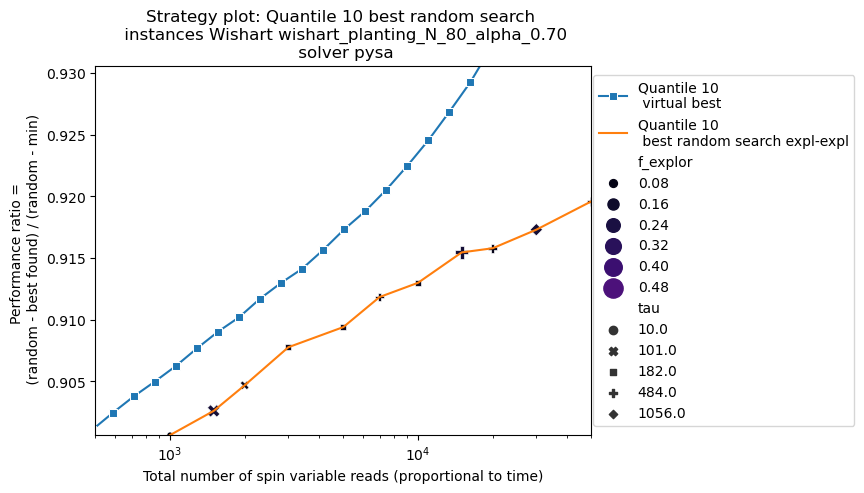 Strategy plot: Quantile 10 best random search
instances Wishart wishart_planting_N_80_alpha_0.70
solver pysa
Performance ratio =
(random - best found) / (random - min)
0.930
0.925
0.920
0.915
0.910
0.905
10^3
10^4
Total number of spin variable reads (proportional to time)
Quantile 10
virtual best
Quantile 10
best random search expl-expl
f_explor
0.08
0.16
0.24
0.32
0.40
0.48
tau
10.0
101.0
182.0
484.0
1056.0